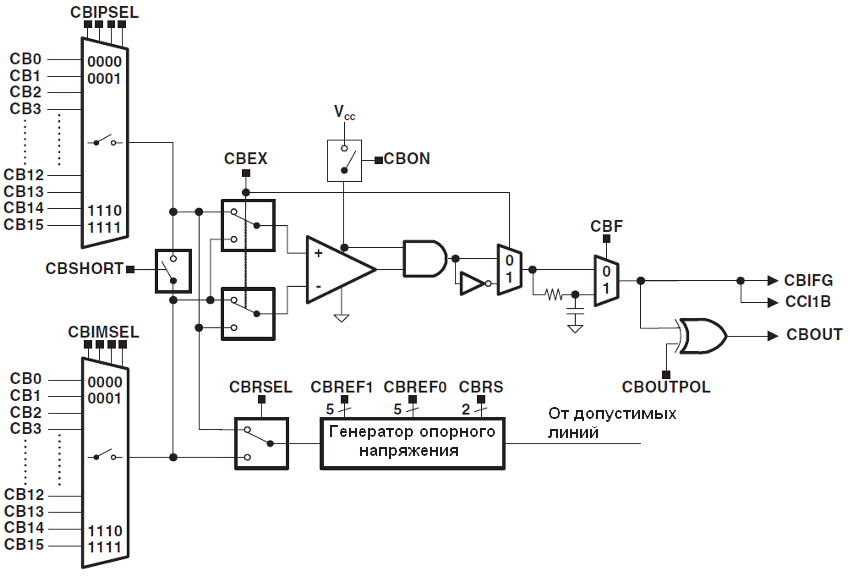 CBIPSEL
CB0
CB1
CB2
CB3
CB12
CB13
CB14
CB15
0000
0001
1110
1111
CBSHORT
CBEX
Vcc
CBON
+
-
0
1
CBF
0
1
CBIFG
CCI1B
CBOUT
CBOUTPOL
CBIMSEL
CB0
CB1
CB2
CB3
CB12
CB13
CB14
CB15
0000
0001
1110
1111
CBRSEL
CBREF1
CBREF0
CBRS
5
5
2
Генератор опорного
напряжения
От допустимых
линий